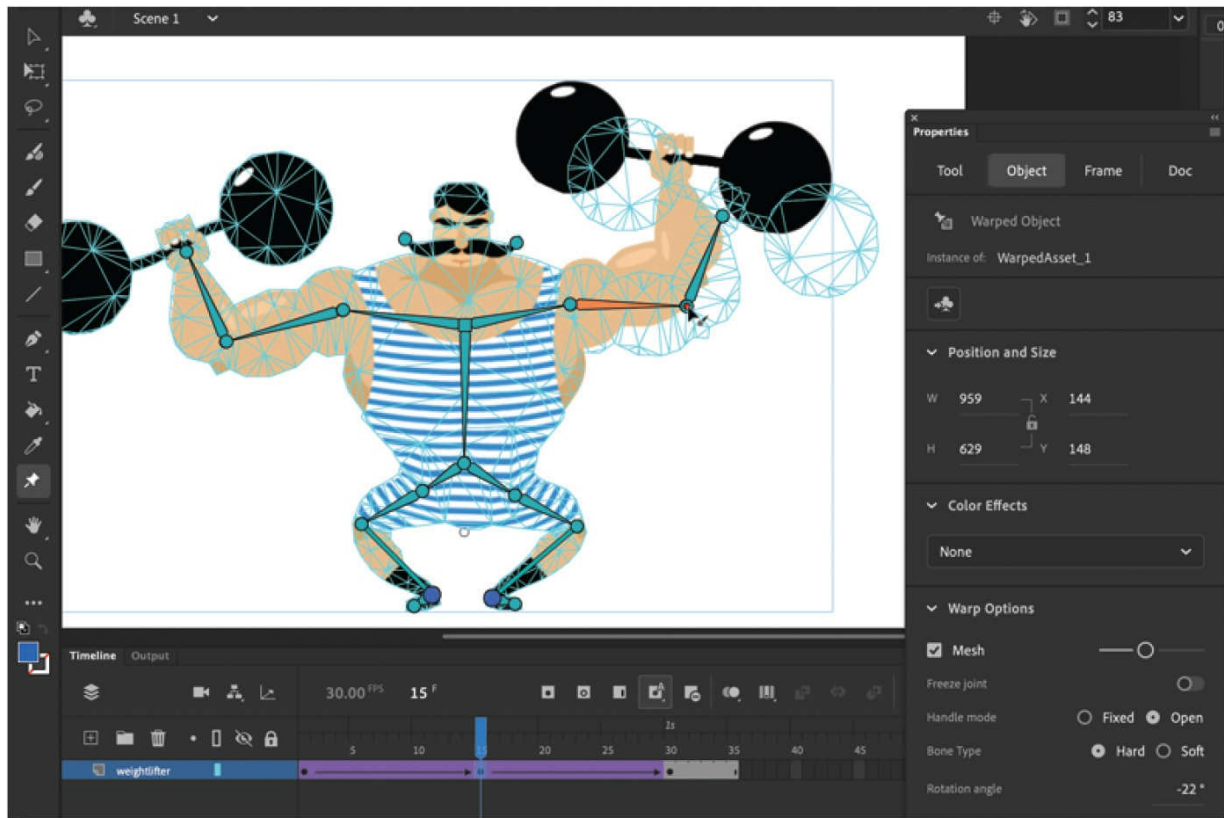 Scene 1
83
0
Properties
Tool Object Frame Doc
Warped Object
Instance of: WarpedAsset_1
Position and Size
W 959 X 144
H 629 Y 148
Color Effects
None
Warp Options
Mesh
Freeze joint
Handle mode Fixed Open
Bone Type Hard Soft
Rotation angle -22°
Timeline Output
30.00 FPS 15 F
2s
5 10 15 20 25 30 35 40 45
weightlifter